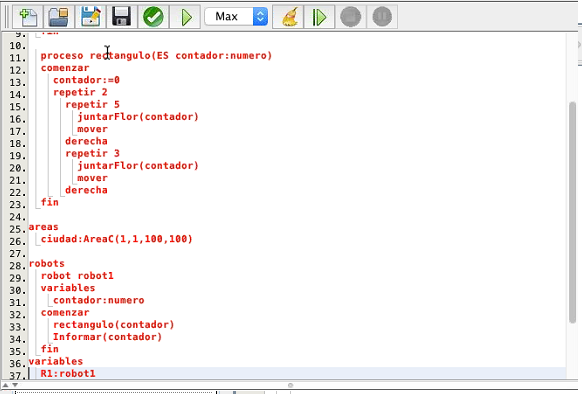 Max
9. fin
10.
11. proceso rectangulo(ES contador:numero)
12. comenzar
13. contador:=0
14. repetir 2
15. repetir 5
16. juntarFlor(contador)
17. mover
18. derecha
19. repetir 3
20. juntarFlor(contador)
21. mover
22. derecha
23. fin
24.
25. areas
26. ciudad:AreaC(1,1,100,100)
27.
28. robots
29. robot robot1
30. variables
31. contador:numero
32. comenzar
33. rectangulo(contador)
34. Informar(contador)
35. fin
36. variables
37. R1:robot1